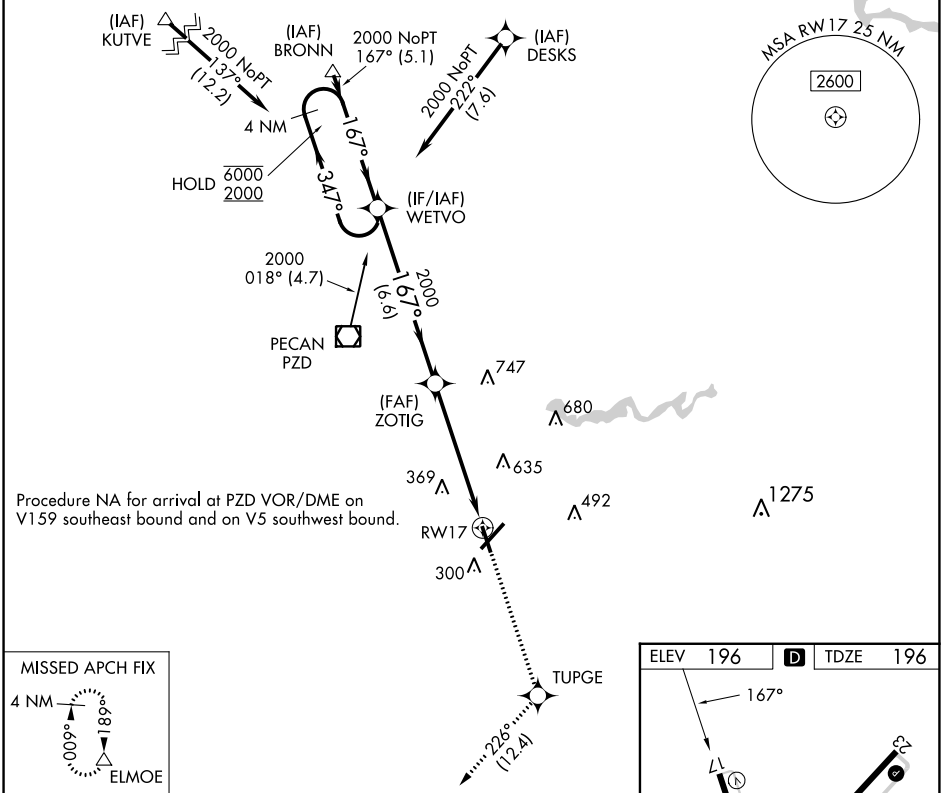 (IAF)
KUTVE
2000 NoPT
137°
(12.2)
(IAF)
BRONN
2000 NoPT
167° (5.1)
(IAF)
DESKS
2000 NoPT
222°
(7.6)
MSA RW17 25 NM
2600
4 NM
167°
347°
HOLD
6000
2000
(IF/IAF)
WETVO
2000
018° (4.7)
2000
167°
(6.6)
PECAN
PZD
(FAF)
ZOTIG
747
680
635
369
492
1275
Procedure NA for arrival at PZD VOR/DME on
V159 southeast bound and on V5 southwest bound.
RW17
300
TUPGE
226°
(12.4)
MISSED APCH FIX
4 NM
009°
189°
ELMOE
ELEV 196 D TDZE 196
167°
17
V
23
P